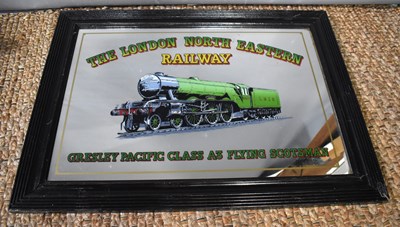 THE LONDON NORTH EASTERN
RAILWAY
GRESLEY PACIFIC CLASS A3 FLYING SCOTSMAN